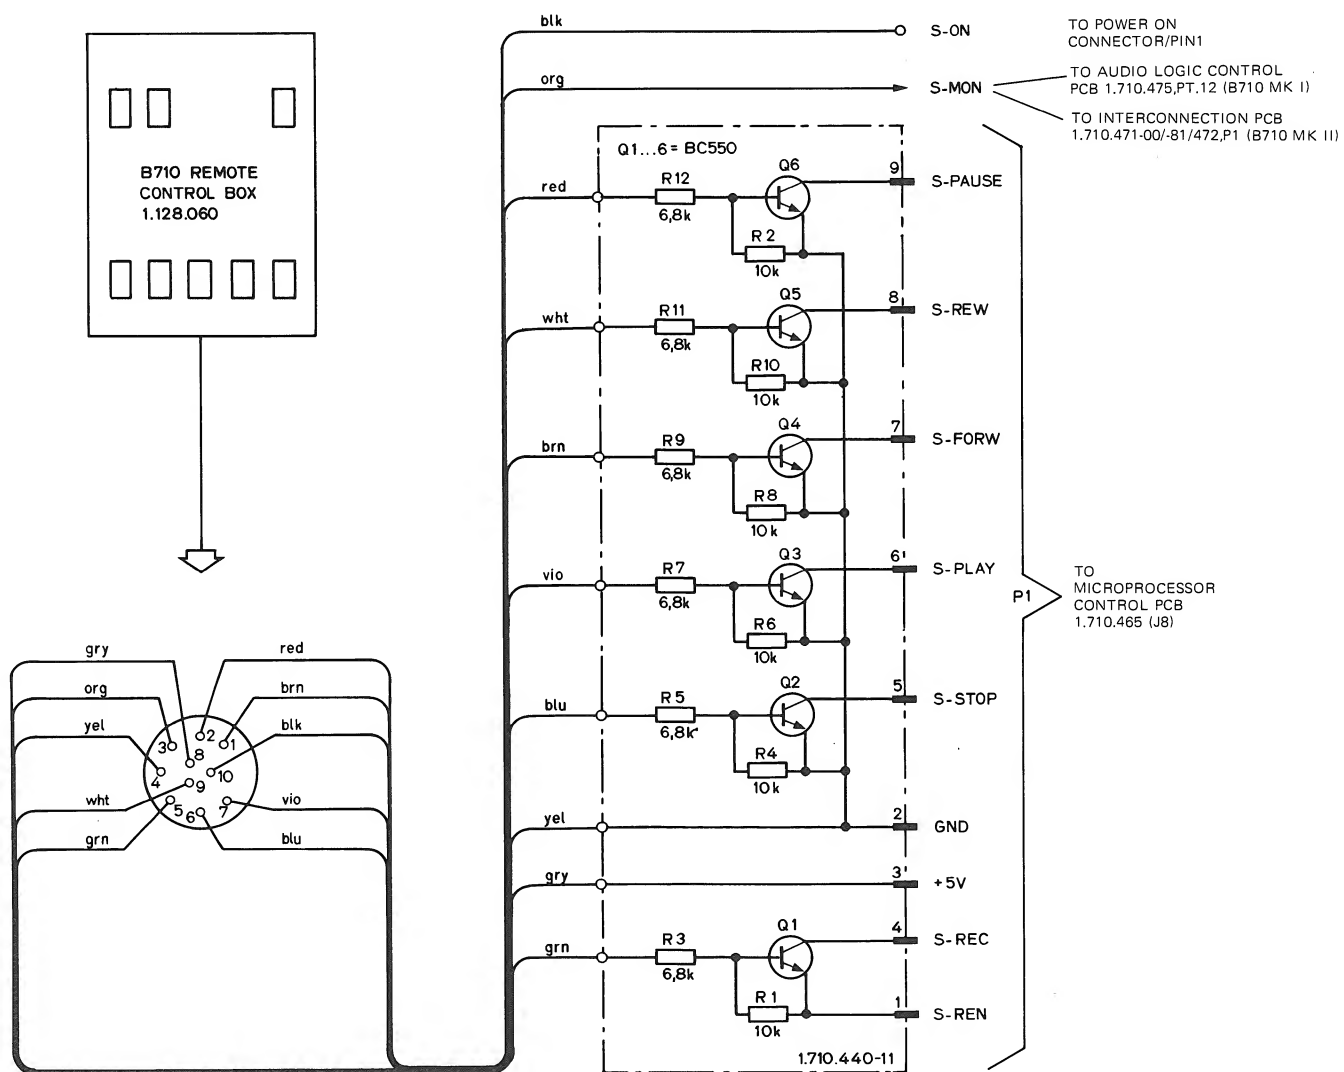 blk
S-ON
TO POWER ON
CONNECTOR/PIN1
org
S-MON
TO AUDIO LOGIC CONTROL
PCB 1.710.475,PT.12 (B710 MK I)
TO INTERCONNECTION PCB
1.710.471-00/-81/472,P1 (B710 MK II)
B710 REMOTE
CONTROL BOX
1.128.060
Q1...6 = BC550
red
R12
6,8k
Q6
R2
10k
9
S-PAUSE
wht
R11
6,8k
Q5
R10
10k
8
S-REW
brn
R9
6,8k
Q4
R8
10k
7
S-FORW
vio
R7
6,8k
Q3
R6
10k
6
S-PLAY
P1
TO
MICROPROCESSOR
CONTROL PCB
1.710.465 (J8)
blu
R5
6,8k
Q2
R4
10k
5
S-STOP
yel
2
GND
gry
3
+5V
grn
R3
6,8k
Q1
R1
10k
4
S-REC
1
S-REN
1.710.440-11
gry
red
org
brn
yel
blk
wht
vio
grn
blu
2
3
1
8
4
10
9
5
6
7